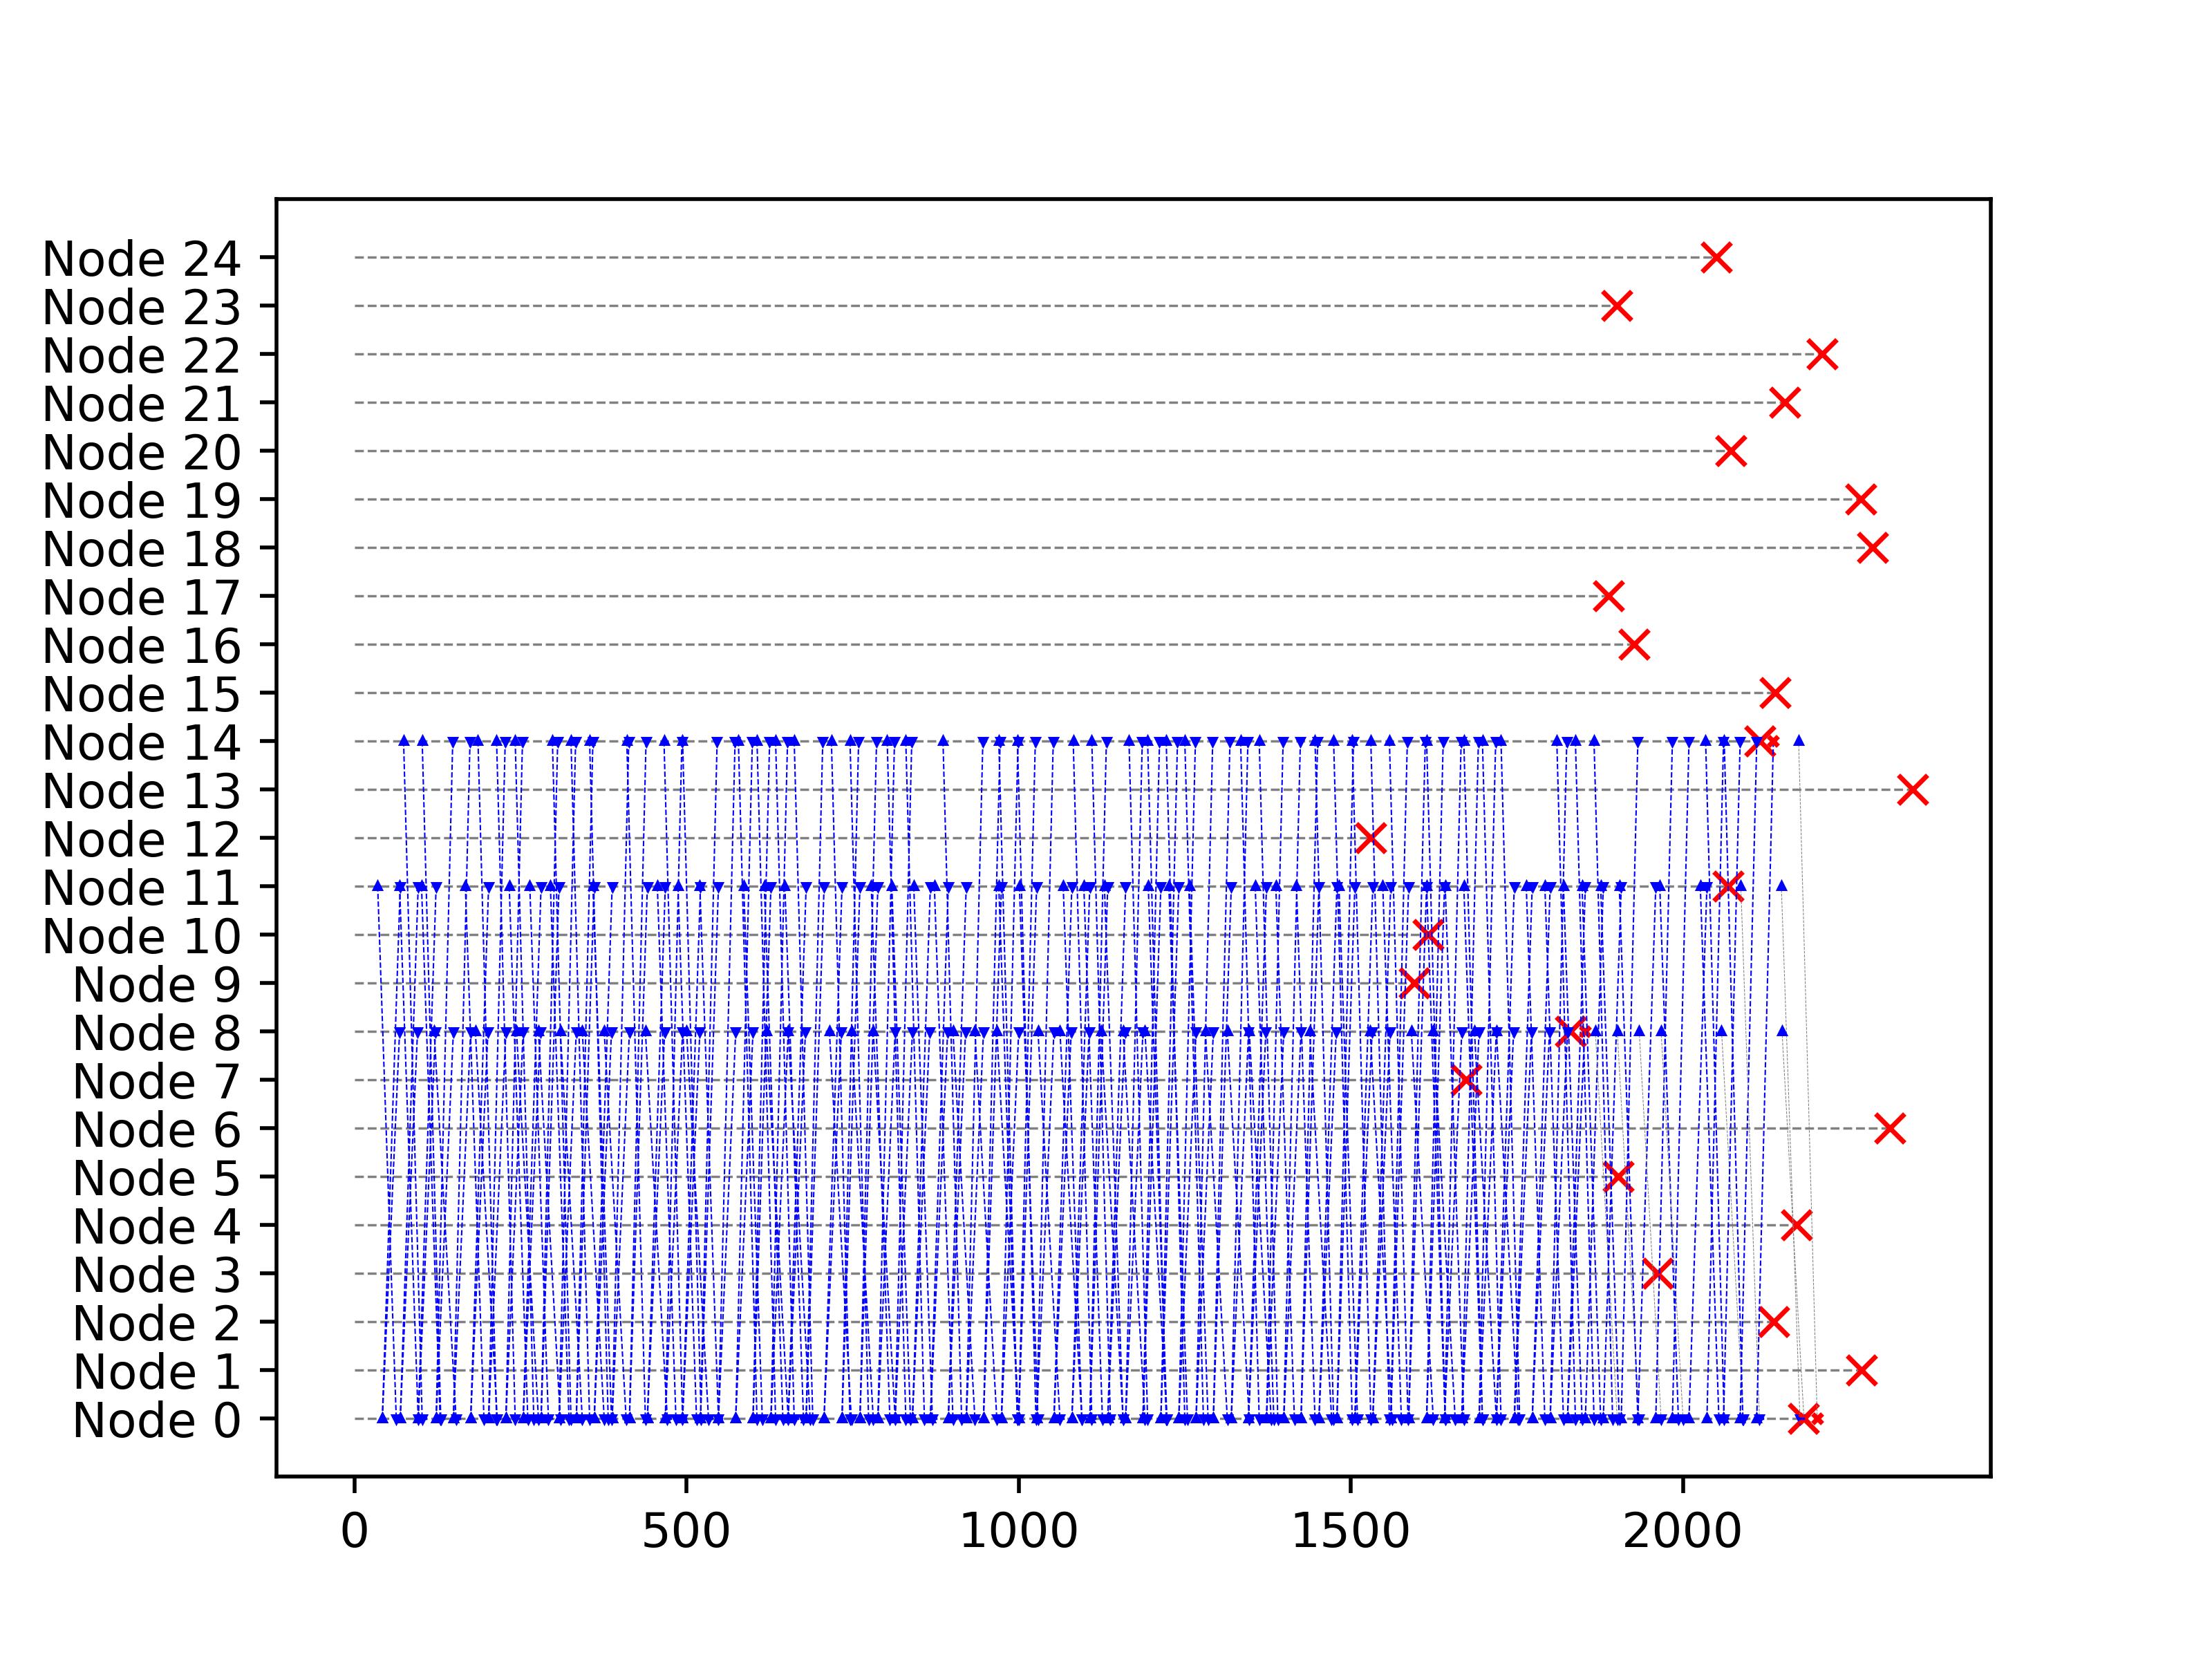 Node 24
Node 23
Node 22
Node 21
Node 20
Node 19
Node 18
Node 17
Node 16
Node 15
Node 14
Node 13
Node 12
Node 11
Node 10
Node 9
Node 8
Node 7
Node 6
Node 5
Node 4
Node 3
Node 2
Node 1
Node 0
0 500 1000 1500 2000